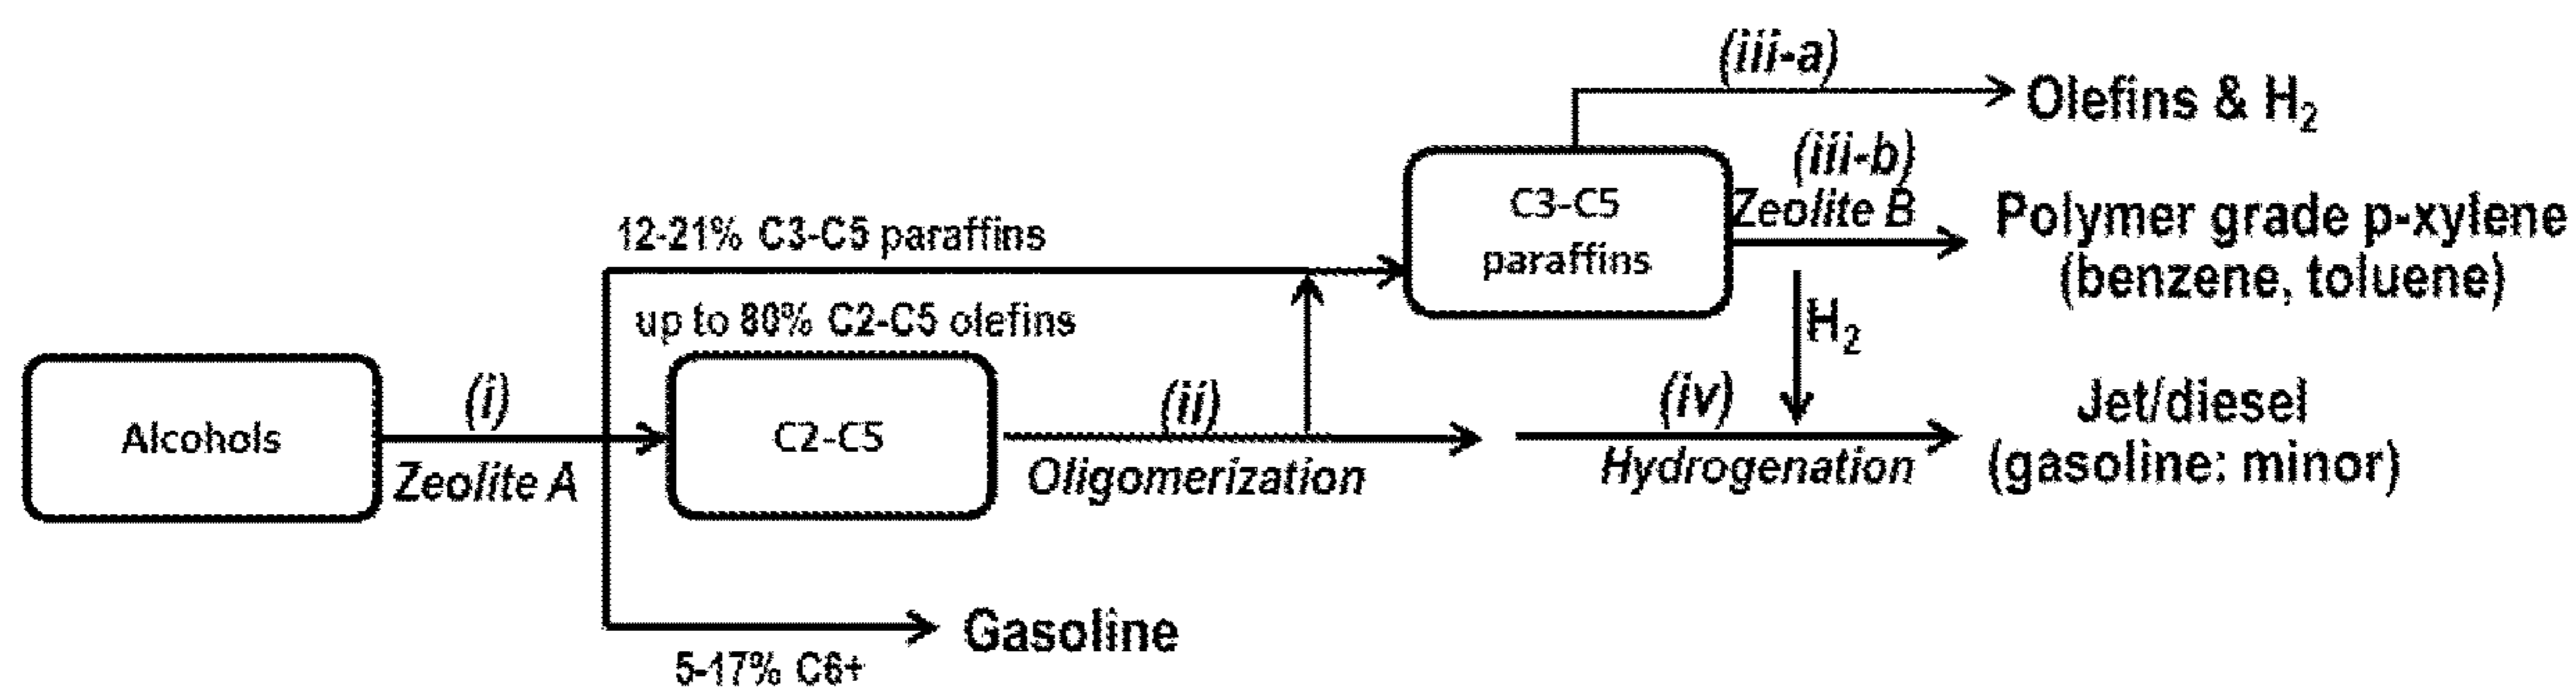 (iii-a)
Olefins & H2
(iii-b)
Zeolite B
C3-C5
paraffins
Polymer grade p-xylene
(benzene, toluene)
12-21% C3-C5 paraffins
up to 80% C2-C5 olefins
H2
Alcohols
(i)
Zeolite A
C2-C5
(ii)
Oligomerization
(iv)
Hydrogenation
Jet/diesel
(gasoline: minor)
Gasoline
5-17% C6+